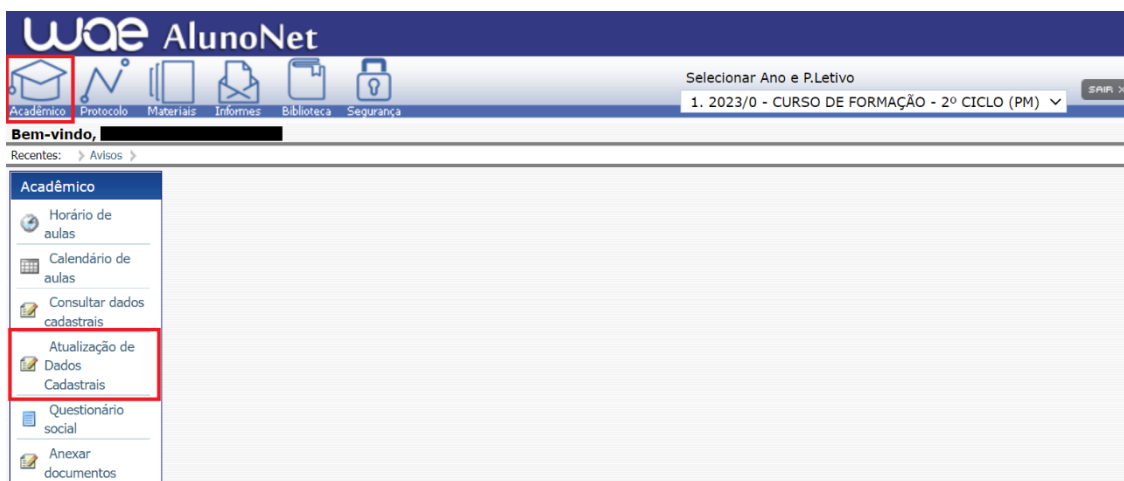 wae AlunoNet
Acadêmico Protocolo Materiais Informes Biblioteca Segurança
Selecionar Ano e P.Letivo
1. 2023/0 - CURSO DE FORMAÇÃO - 2º CICLO (PM)
SAIR X
Bem-vindo,
Recentes: Avisos
Acadêmico
Horário de
aulas
Calendário de
aulas
Consultar dados
cadastrais
Atualização de
Dados
Cadastrais
Questionário
social
Anexar
documentos